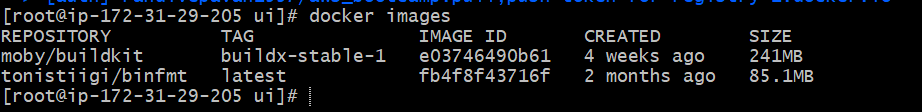 [root@ip-172-31-29-205 ui]# docker images
REPOSITORY TAG IMAGE ID CREATED SIZE
moby/buildkit buildx-stable-1 e03746490b61 4 weeks ago 241MB
tonistiigi/binfmt latest fb4f8f43716f 2 months ago 85.1MB
[root@ip-172-31-29-205 ui]#